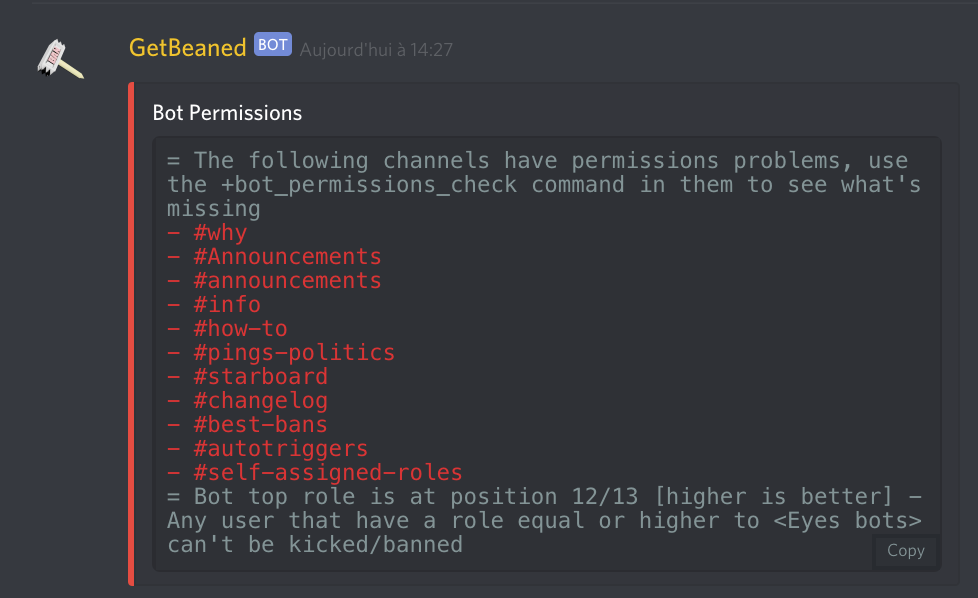 GetBeaned BOT Aujourd'hui à 14:27
Bot Permissions
= The following channels have permissions problems, use
the +bot_permissions_check command in them to see what's
missing
- #why
- #Announcements
- #announcements
- #info
- #how-to
- #pings-politics
- #starboard
- #changelog
- #best-bans
- #autotriggers
- #self-assigned-roles
= Bot top role is at position 12/13 [higher is better] -
Any user that have a role equal or higher to <Eyes bots>
can't be kicked/banned
Copy